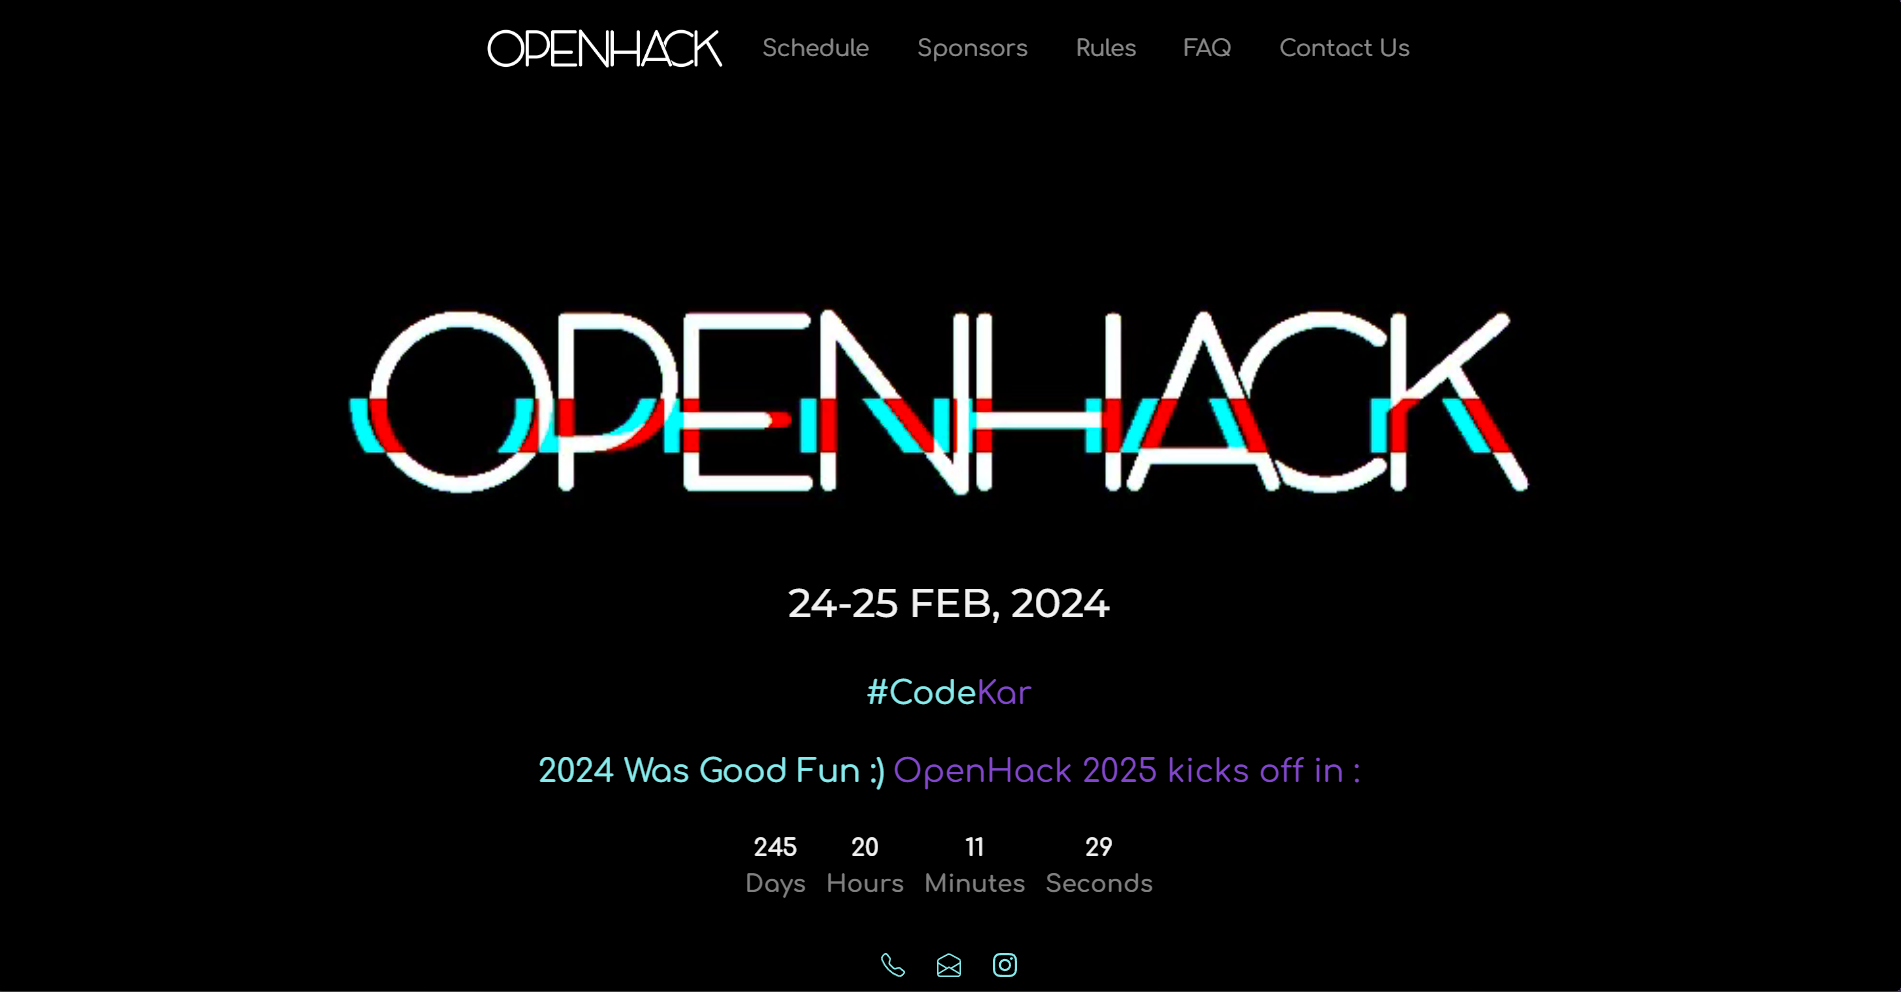 OPENHACK Schedule Sponsors Rules FAQ Contact Us
OPENHACK
24-25 FEB, 2024
#CodeKar
2024 Was Good Fun :) OpenHack 2025 kicks off in :
245 20 11 29
Days Hours Minutes Seconds